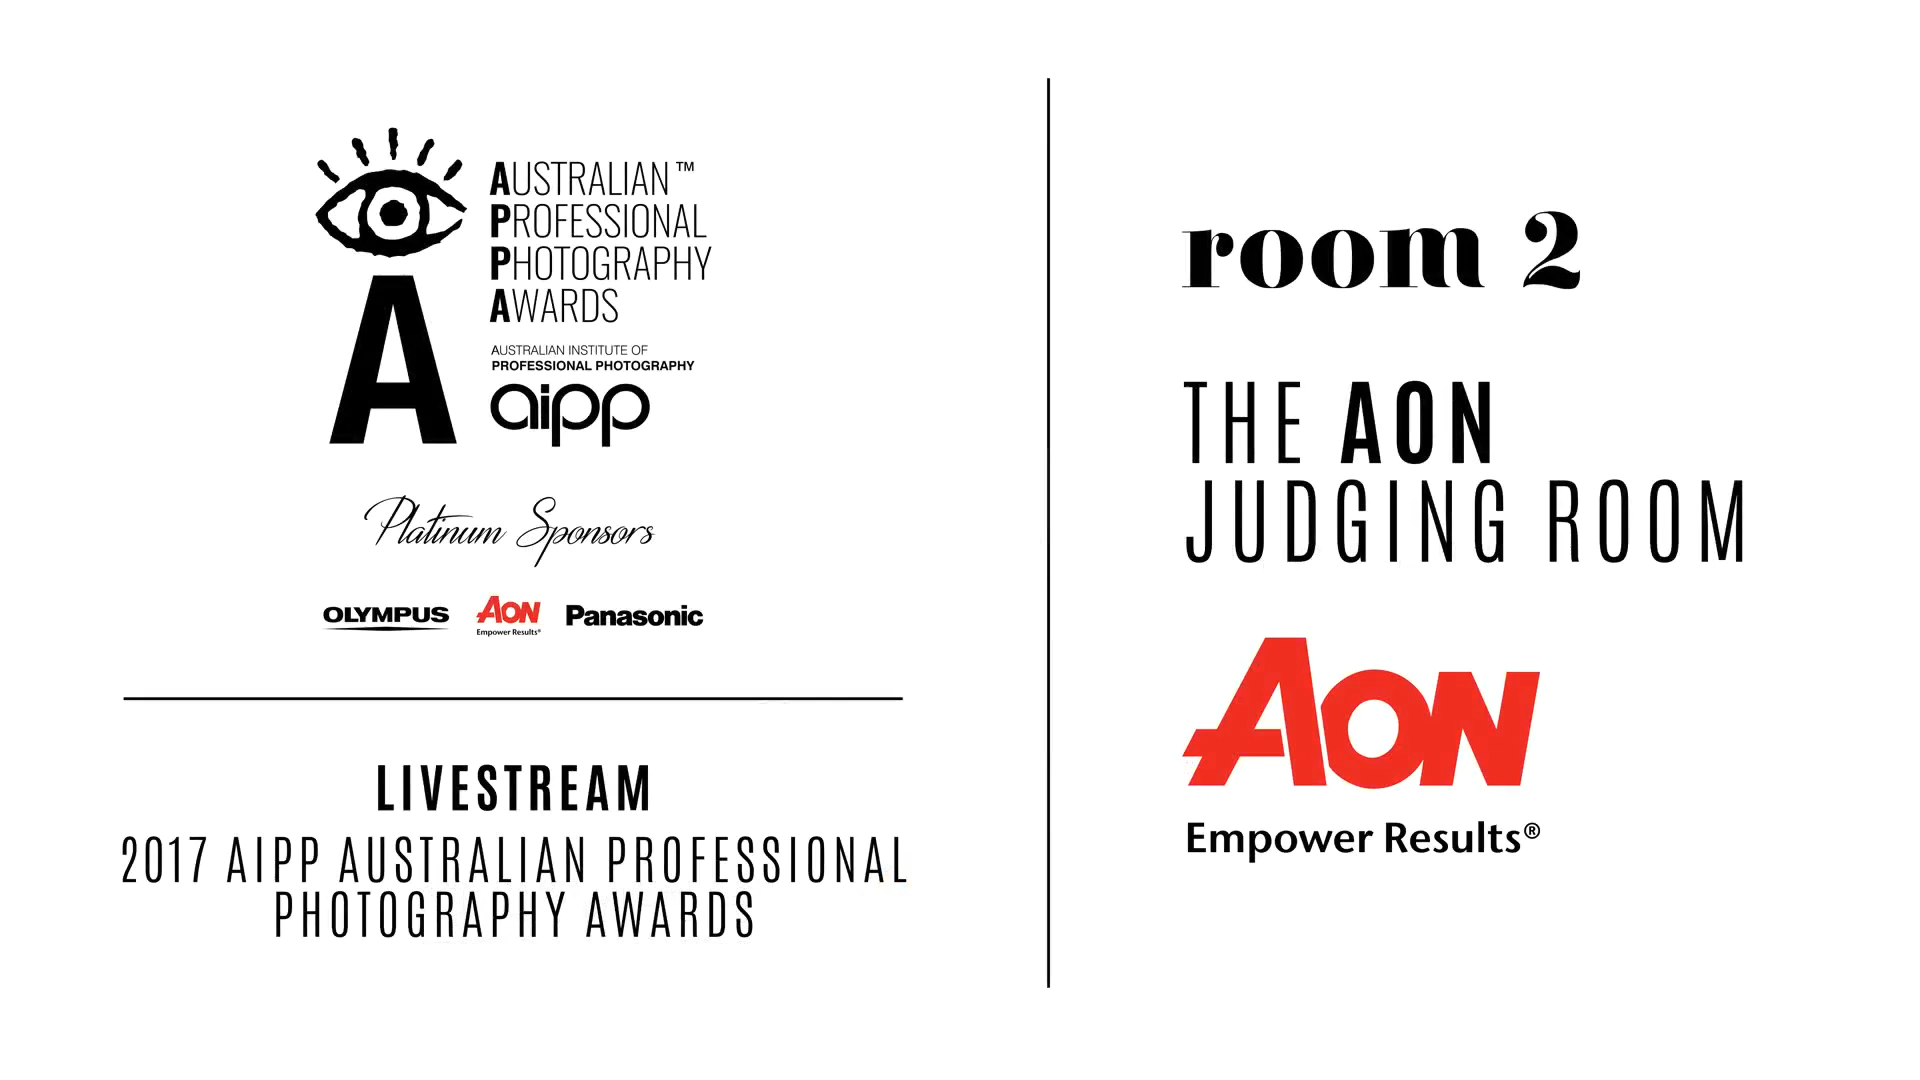 AUSTRALIAN™
PROFESSIONAL
PHOTOGRAPHY
AWARDS
AUSTRALIAN INSTITUTE OF
PROFESSIONAL PHOTOGRAPHY
aipp
A
Platinum Sponsors
OLYMPUS
AON
Empower Results®
Panasonic
LIVESTREAM
2017 AIPP AUSTRALIAN PROFESSIONAL
PHOTOGRAPHY AWARDS
room 2
THE AON
JUDGING ROOM
AON
Empower Results®